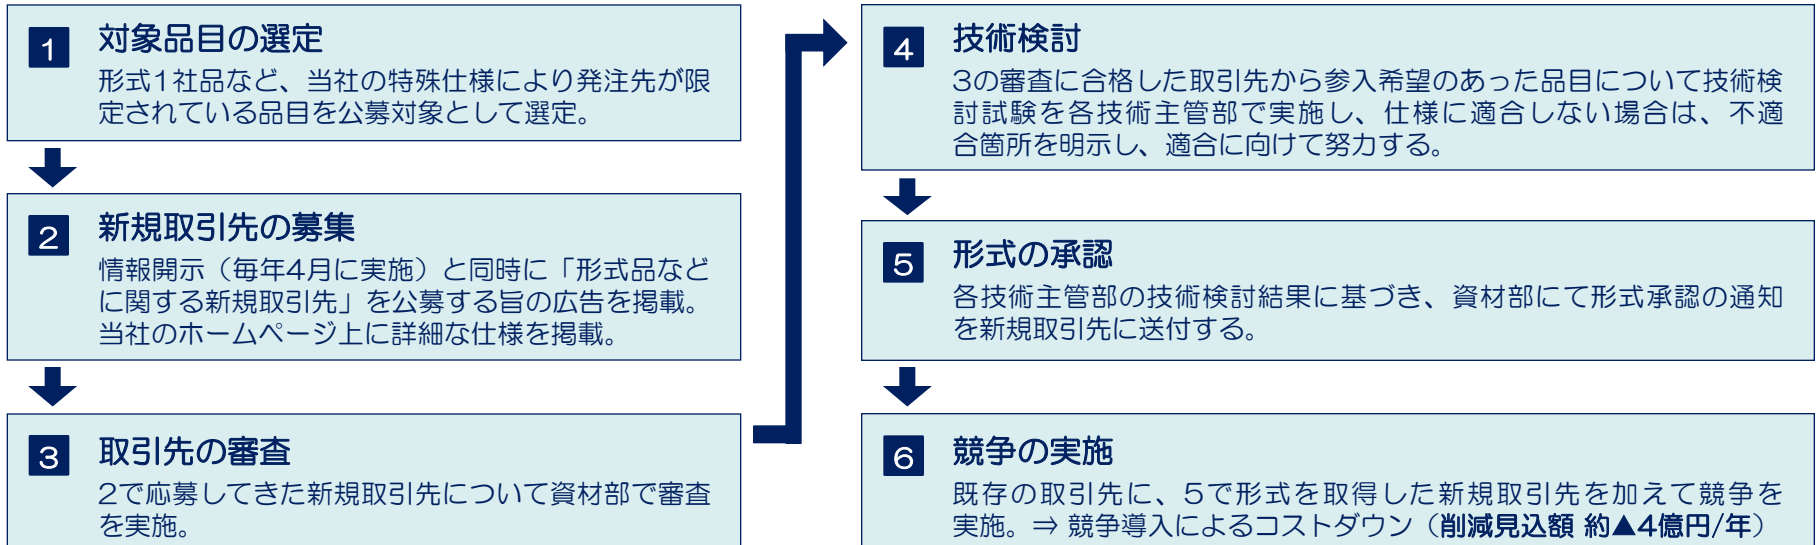 1 対象品目の選定
形式1社品など、当社の特殊仕様により発注先が限
定されている品目を公募対象として選定。
2 新規取引先の募集
情報開示（毎年4月に実施）と同時に「形式品など
に関する新規取引先」を公募する旨の広告を掲載。
当社のホームページ上に詳細な仕様を掲載。
3 取引先の審査
2で応募してきた新規取引先について資材部で審査
を実施。
4 技術検討
3の審査に合格した取引先から参入希望のあった品目について技術検
討試験を各技術主管部で実施し、仕様に適合しない場合は、不適
合箇所を明示し、適合に向けて努力する。
5 形式の承認
各技術主管部の技術検討結果に基づき、資材部にて形式承認の通知
を新規取引先に送付する。
6 競争の実施
既存の取引先に、5で形式を取得した新規取引先を加えて競争を
実施。⇒ 競争導入によるコストダウン（削減見込額 約▲4億円/年）